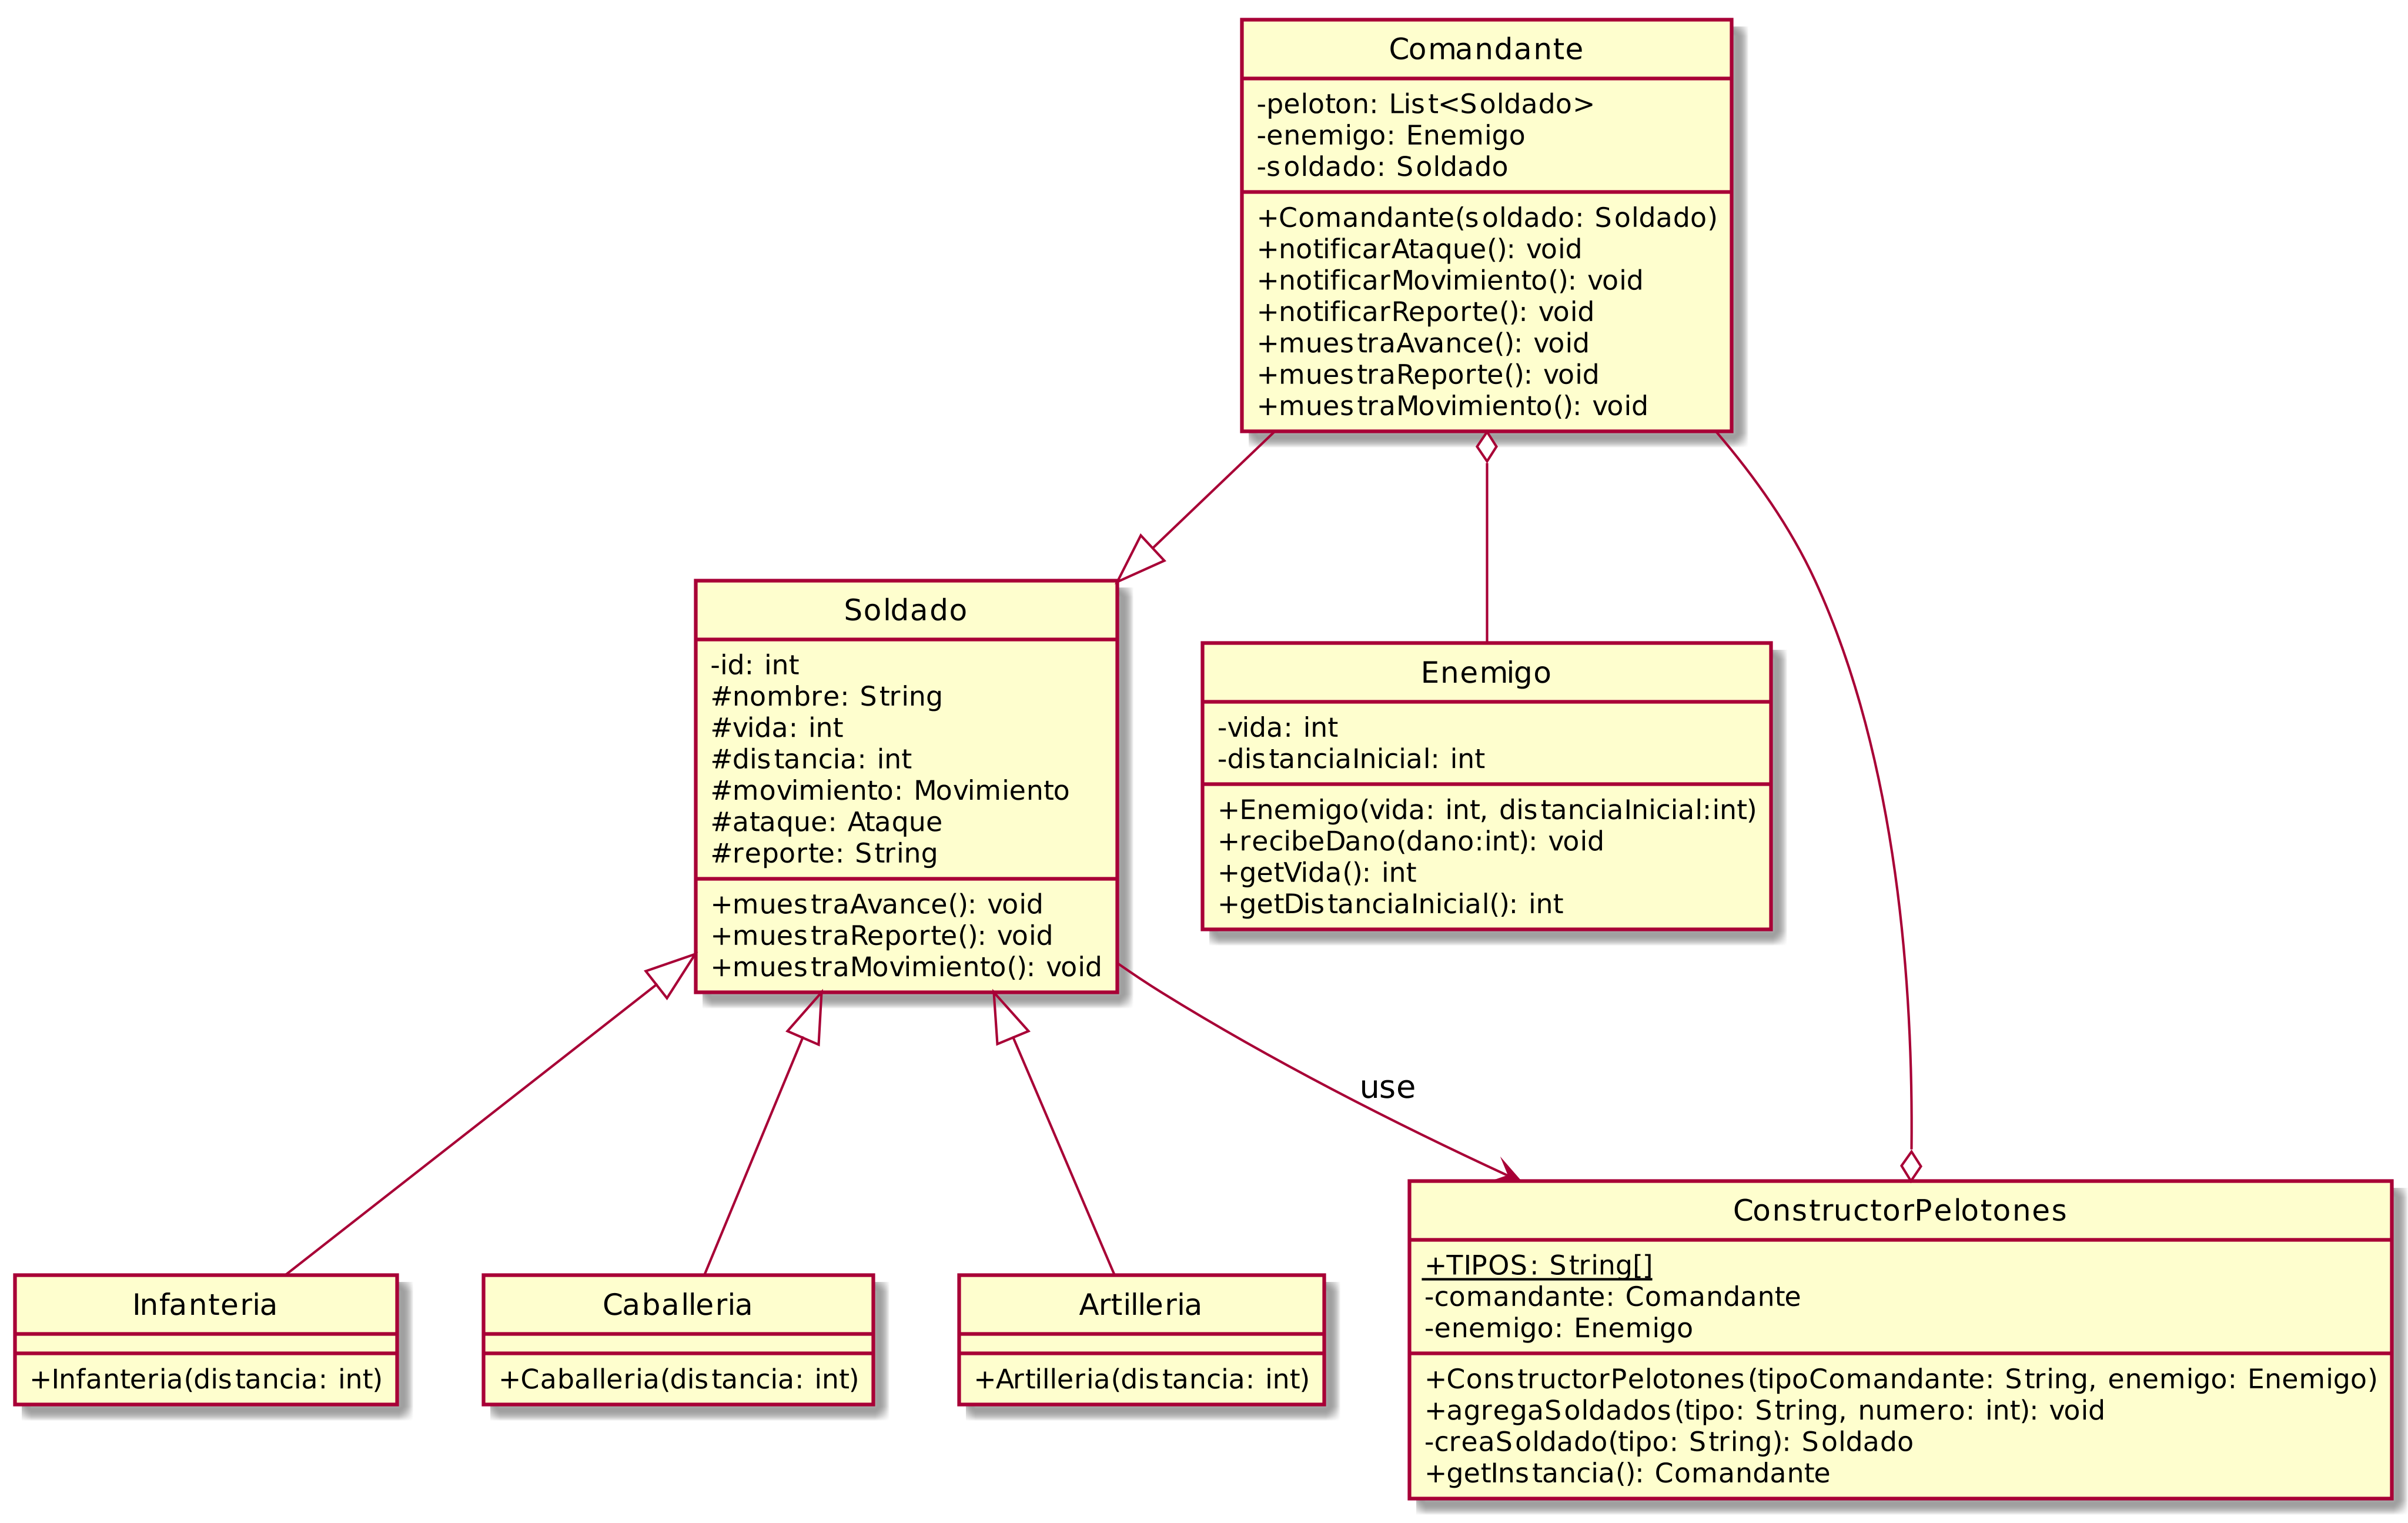 Comandante
-peloton: List<Soldado>
-enemigo: Enemigo
-soldado: Soldado
+Comandante(soldado: Soldado)
+notificarAtaque(): void
+notificarMovimiento(): void
+notificarReporte(): void
+muestraAvance(): void
+muestraReporte(): void
+muestraMovimiento(): void
Soldado
-id: int
#nombre: String
#vida: int
#distancia: int
#movimiento: Movimiento
#ataque: Ataque
#reporte: String
+muestraAvance(): void
+muestraReporte(): void
+muestraMovimiento(): void
Enemigo
-vida: int
-distanciaInicial: int
+Enemigo(vida: int, distanciaInicial:int)
+recibeDano(dano:int): void
+getVida(): int
+getDistanciaInicial(): int
use
Infanteria
+Infanteria(distancia: int)
Caballeria
+Caballeria(distancia: int)
Artilleria
+Artilleria(distancia: int)
ConstructorPelotones
+TIPOS: String[]
-comandante: Comandante
-enemigo: Enemigo
+ConstructorPelotones(tipoComandante: String, enemigo: Enemigo)
+agregaSoldados(tipo: String, numero: int): void
-creaSoldado(tipo: String): Soldado
+getInstancia(): Comandante